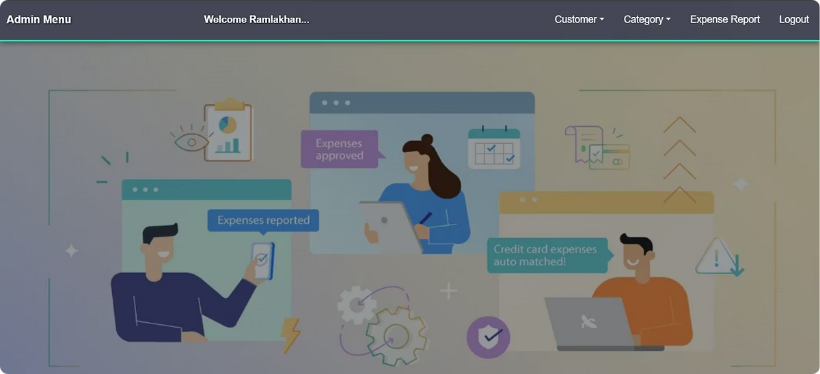 Admin Menu
Welcome Ramlakhan...
Customer
Category
Expense Report
Logout
Expenses
approved
Expenses reported
Credit card expenses
auto matched!